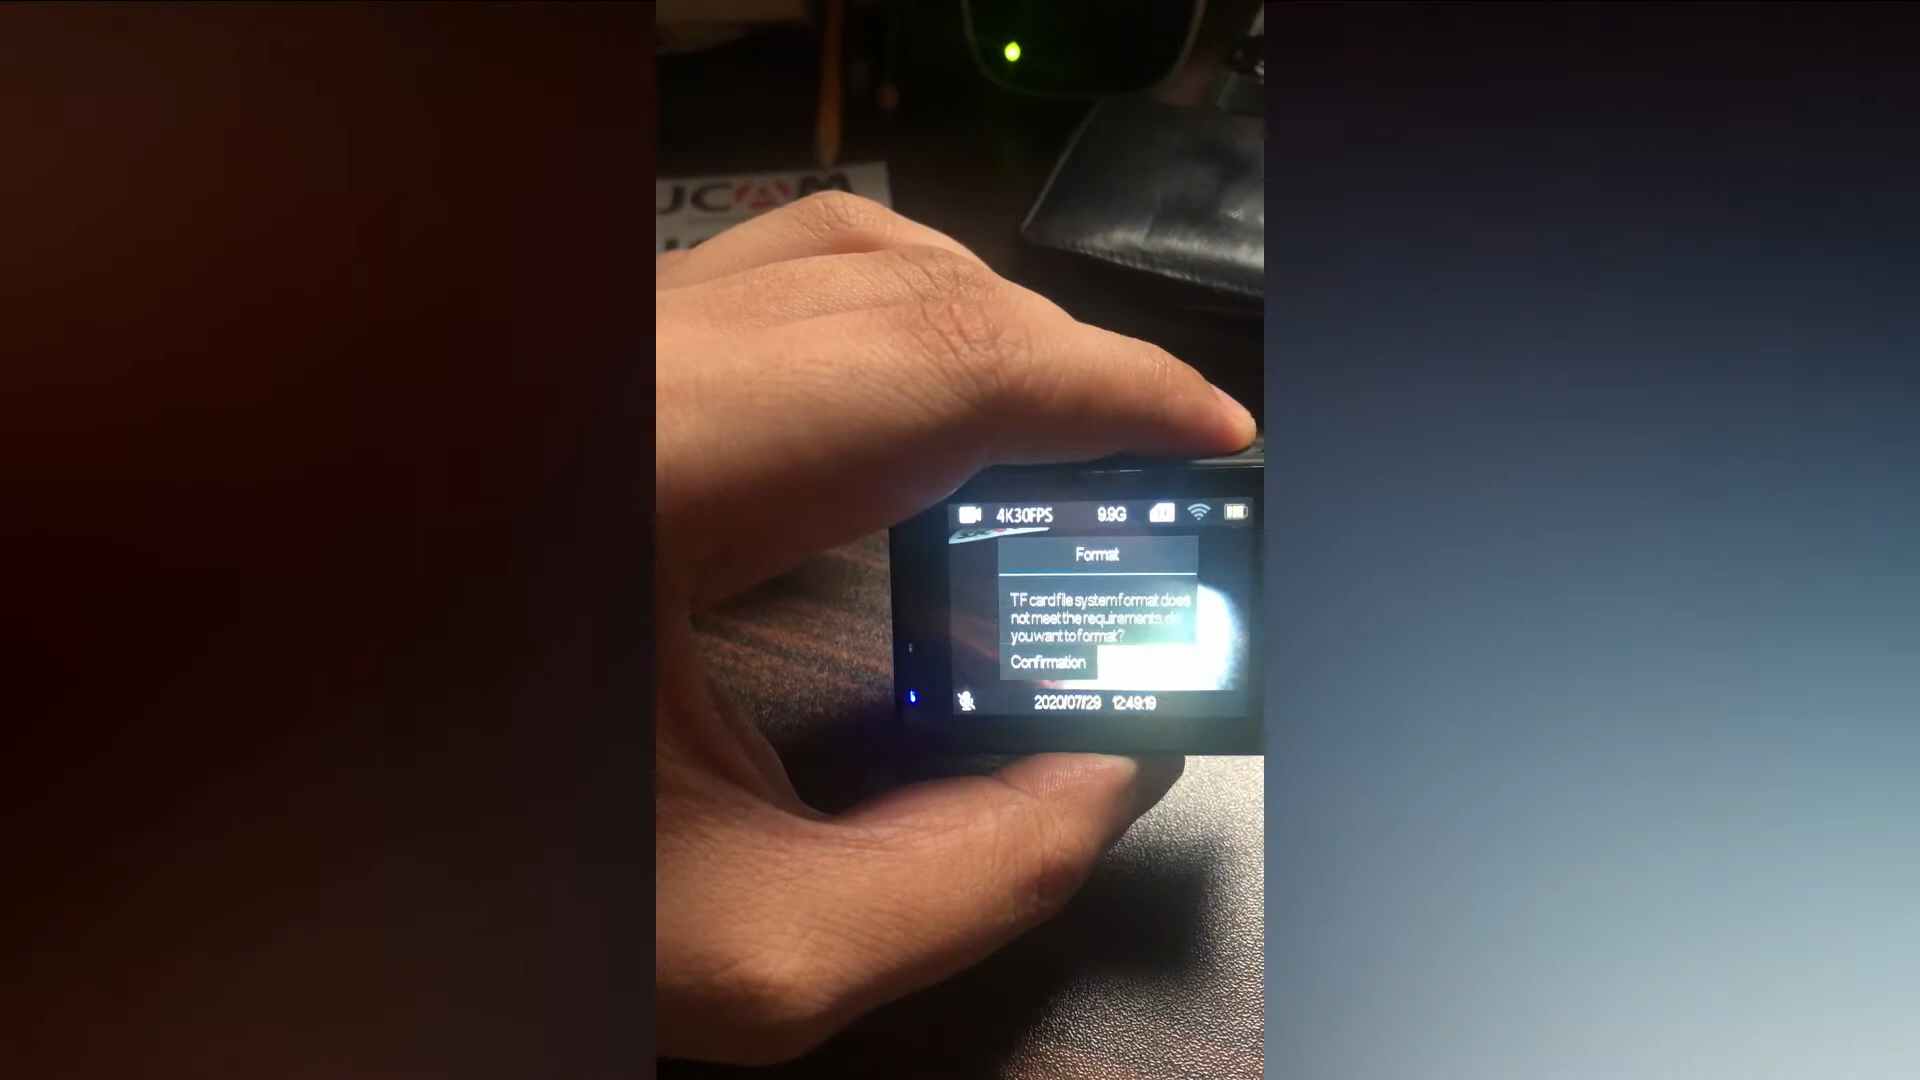 JCAM
4K30FPS 9.9G
Format
TF card file system format does
not meet the requirements, do
you want to format?
Confirmation
2020/07/29 12:49:19